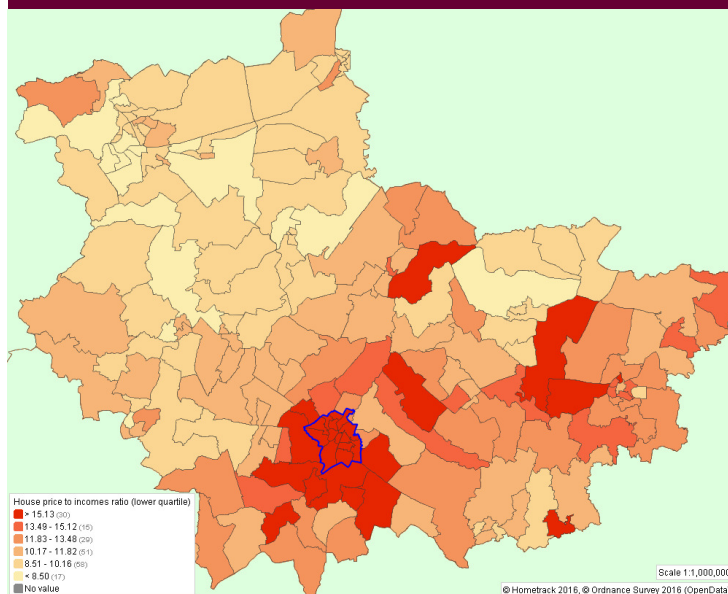 House price to incomes ratio (lower quartile)
> 15.13 (30)
13.49 - 15.12 (15)
11.83 - 13.48 (29)
10.17 - 11.82 (51)
8.51 - 10.16 (58)
< 8.50 (17)
No value
Scale 1:1,000,000
© Hometrack 2016, © Ordnance Survey 2016 (OpenData